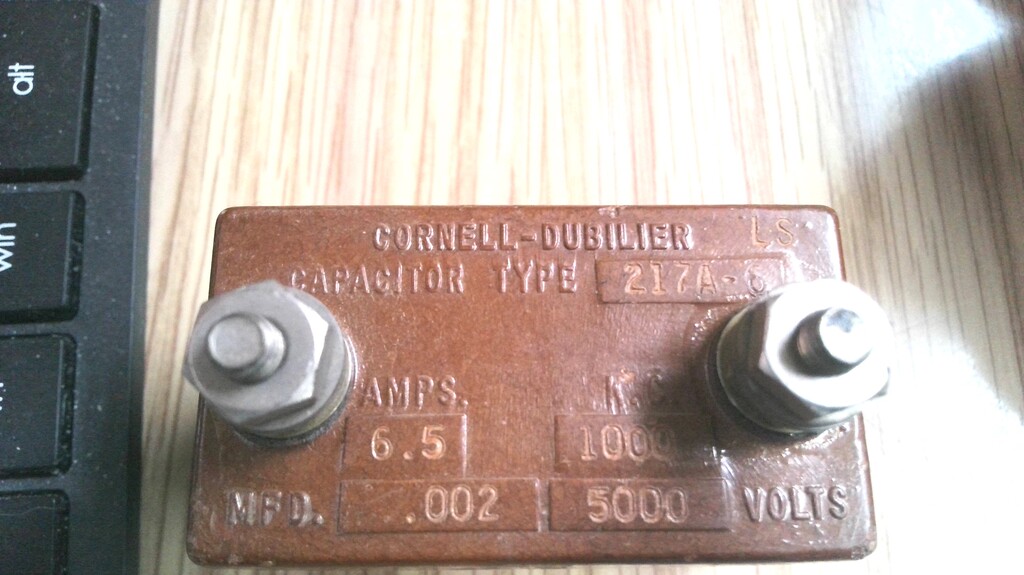 alt
win
CORNELL-DUBILIER LS
CAPACITOR TYPE 217A-6
AMPS. K.C.
6.5 1000
MFD. .002 5000 VOLTS